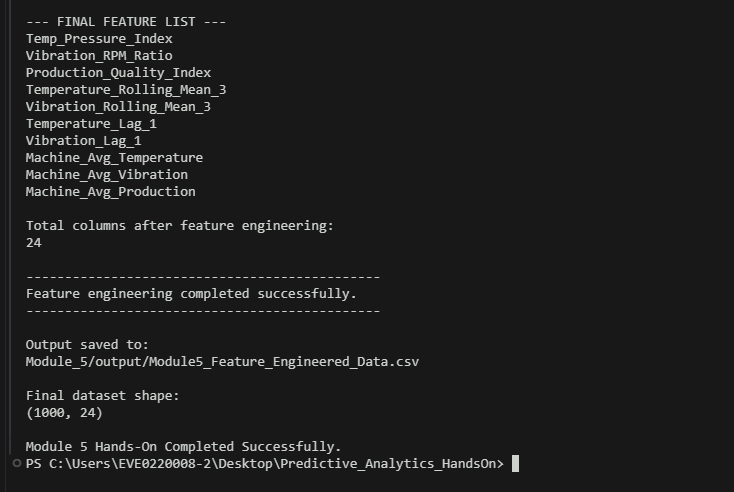 --- FINAL FEATURE LIST ---
Temp_Pressure_Index
Vibration_RPM_Ratio
Production_Quality_Index
Temperature_Rolling_Mean_3
Vibration_Rolling_Mean_3
Temperature_Lag_1
Vibration_Lag_1
Machine_Avg_Temperature
Machine_Avg_Vibration
Machine_Avg_Production
Total columns after feature engineering:
24
----------------------------------------------
Feature engineering completed successfully.
----------------------------------------------
Output saved to:
Module_5/output/Module5_Feature_Engineered_Data.csv
Final dataset shape:
(1000, 24)
Module 5 Hands-On Completed Successfully.
PS C:\Users\EVE0220008-2\Desktop\Predictive_Analytics_HandsOn>